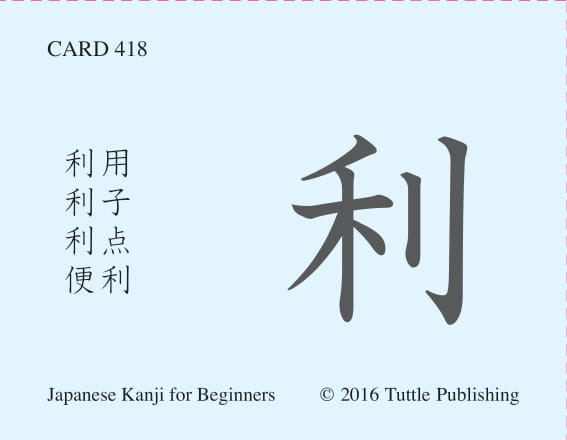 CARD 418
利用
利子
利点
便利
利
Japanese Kanji for Beginners
© 2016 Tuttle Publishing